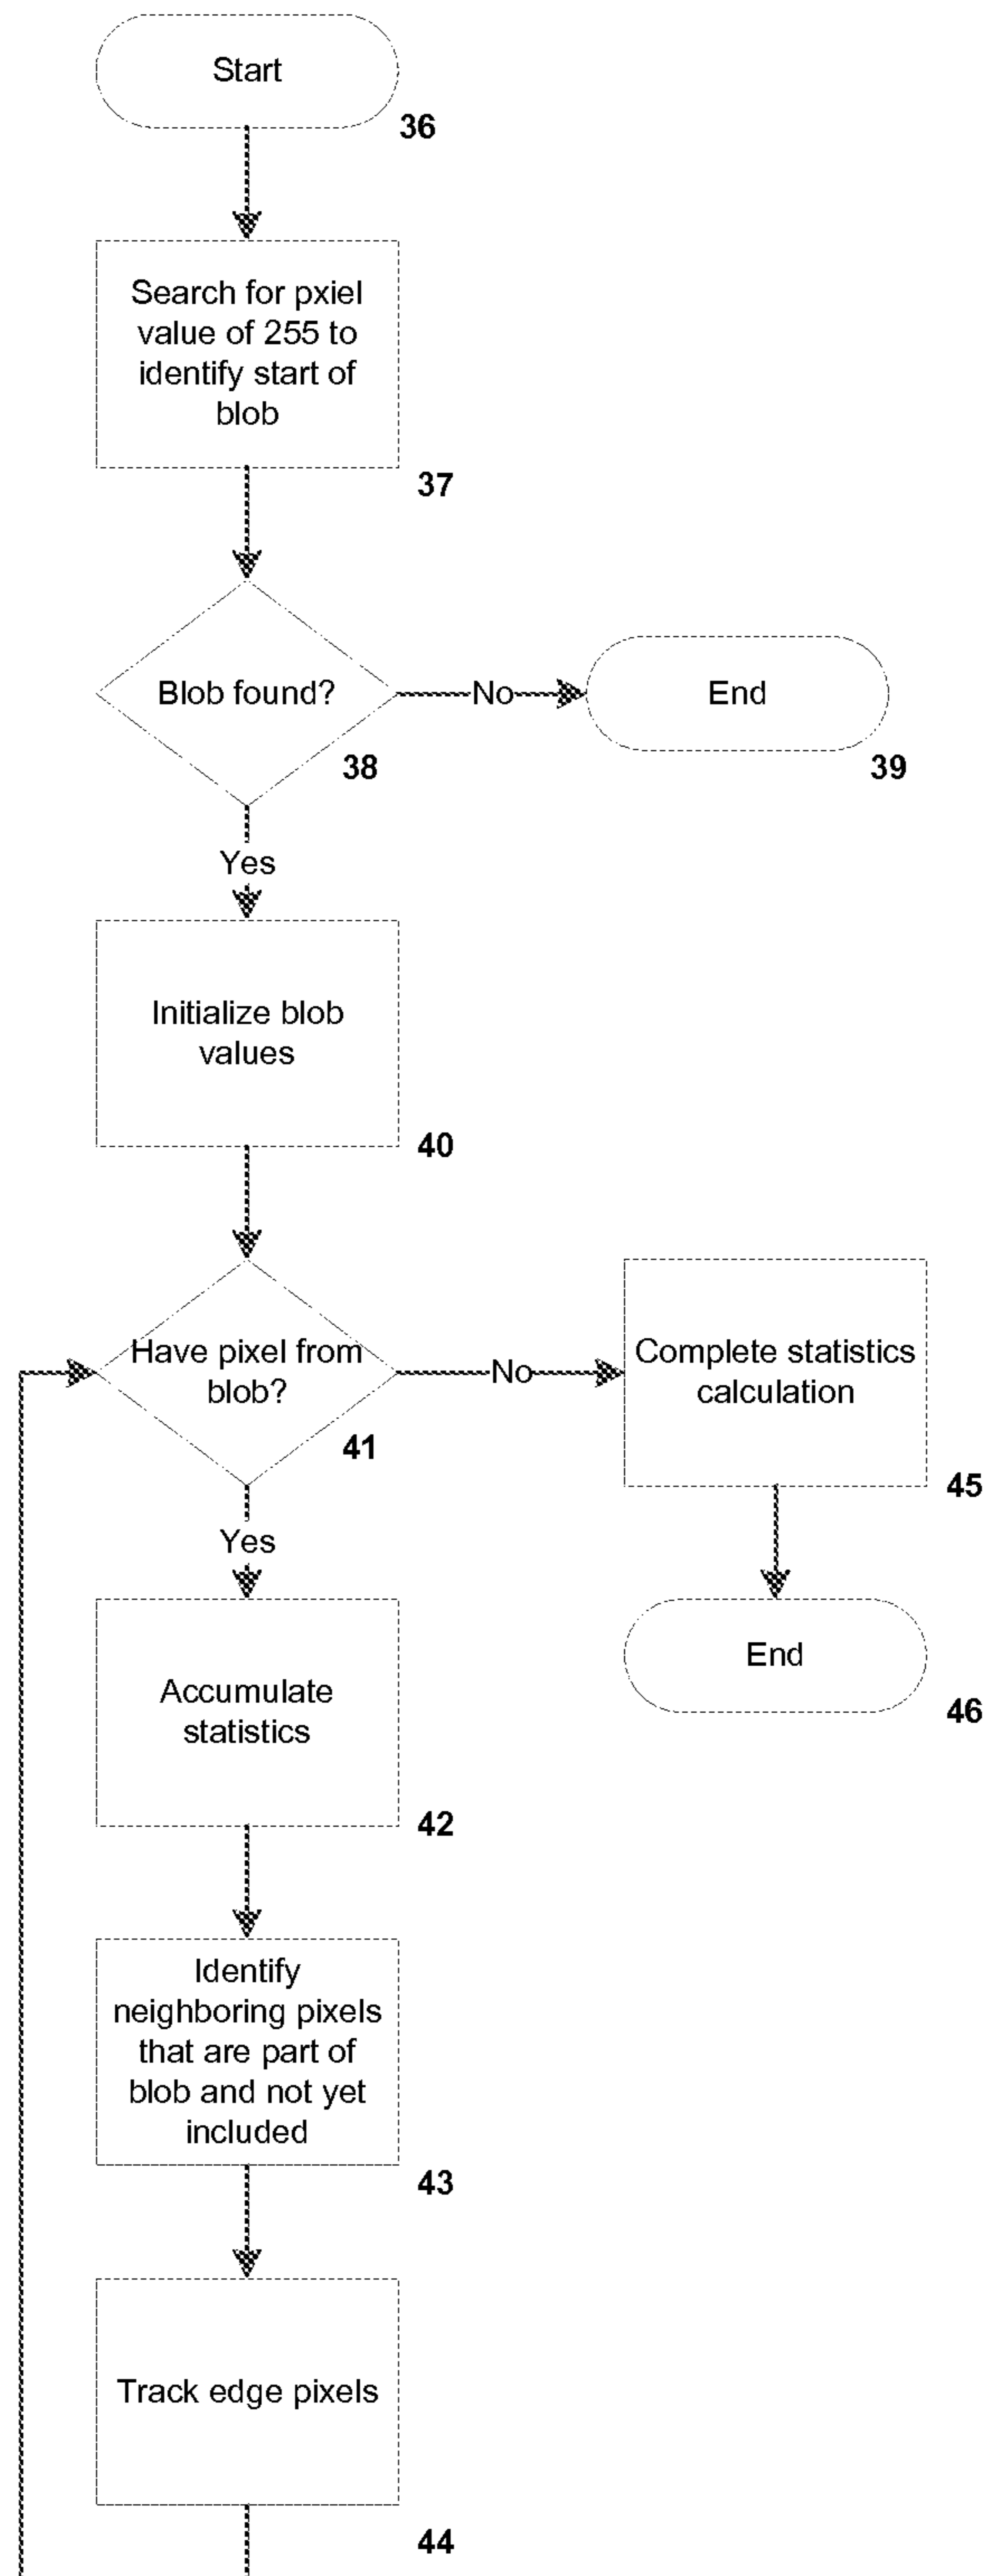 Start
36
Search for pxiel
value of 255 to
identify start of
blob
37
Blob found?
38
No
End
39
Yes
Initialize blob
values
40
Have pixel from
blob?
41
No
Complete statistics
calculation
45
Yes
End
46
Accumulate
statistics
42
Identify
neighboring pixels
that are part of
blob and not yet
included
43
Track edge pixels
44